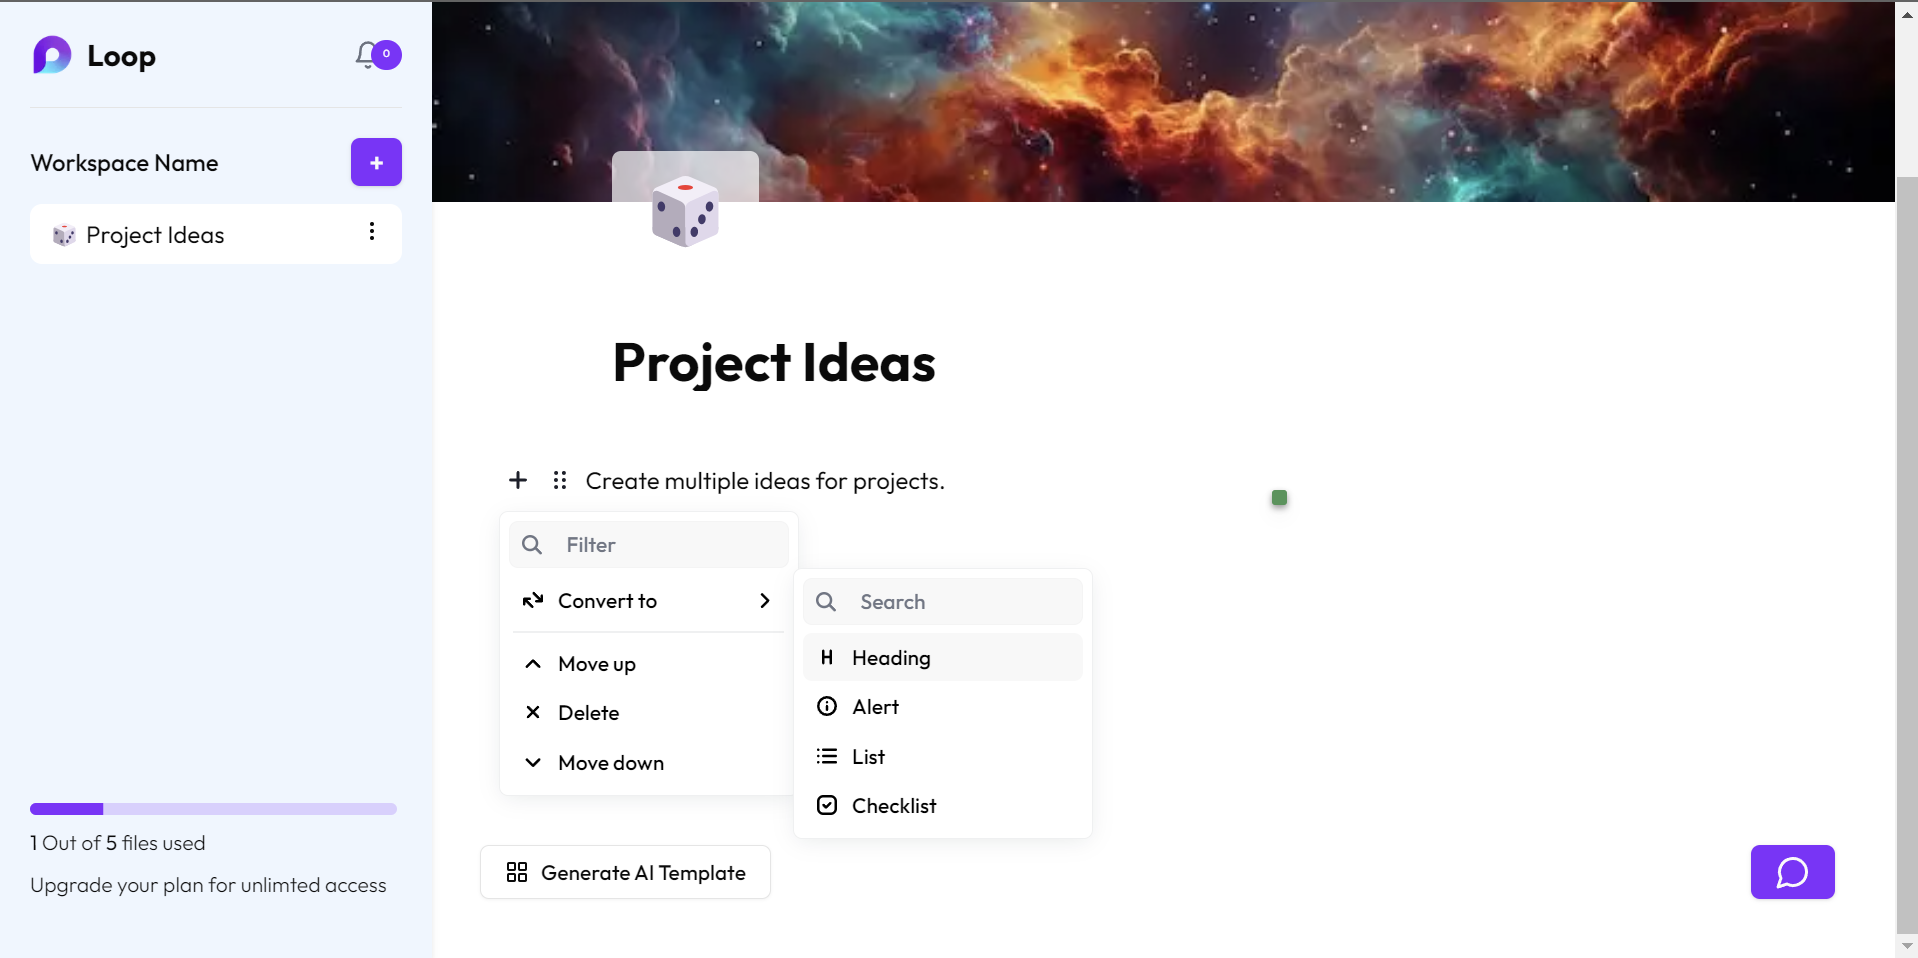 Loop
0
Workspace Name
+
Project Ideas
1 Out of 5 files used
Upgrade your plan for unlimted access
Project Ideas
Create multiple ideas for projects.
Filter
Convert to
Move up
Delete
Move down
Search
H Heading
Alert
List
Checklist
Generate AI Template